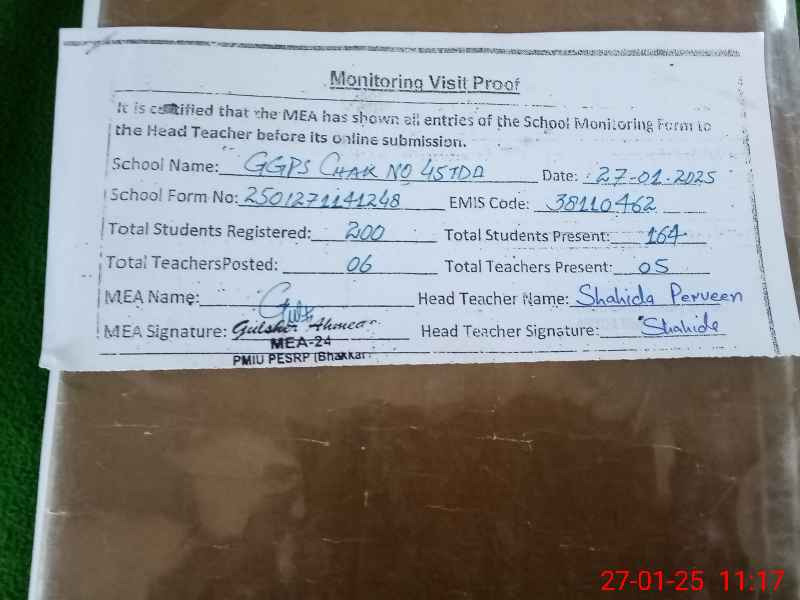 Monitoring Visit Proof
It is certified that the MEA has shown all entries of the School Monitoring Form to
the Head Teacher before its online submission.
School Name: GGPS CHAK NO 45TDA Date: 27-01-2025
School Form No: 2501271141248 EMIS Code: 38110462
Total Students Registered: 200 Total Students Present: 164
Total TeachersPosted: 06 Total Teachers Present: 05
MEA Name: Head Teacher Name: Shahida Perveen
MEA Signature: Gulsher Ahmed Head Teacher Signature: Shahida
MEA-24
PMIU PESRP (Bhakkar)
27-01-25 11:17